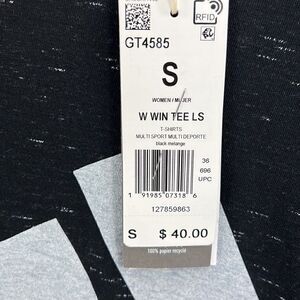 RFID
GT4585
S
WOMEN / MUJER
W WIN TEE LS
T-SHIRTS
MULTI SPORT MULTI DEPORTE
black melange
36
696
UPC
1 91985 07318 6
127859863
S $ 40.00
100% papier recyclé